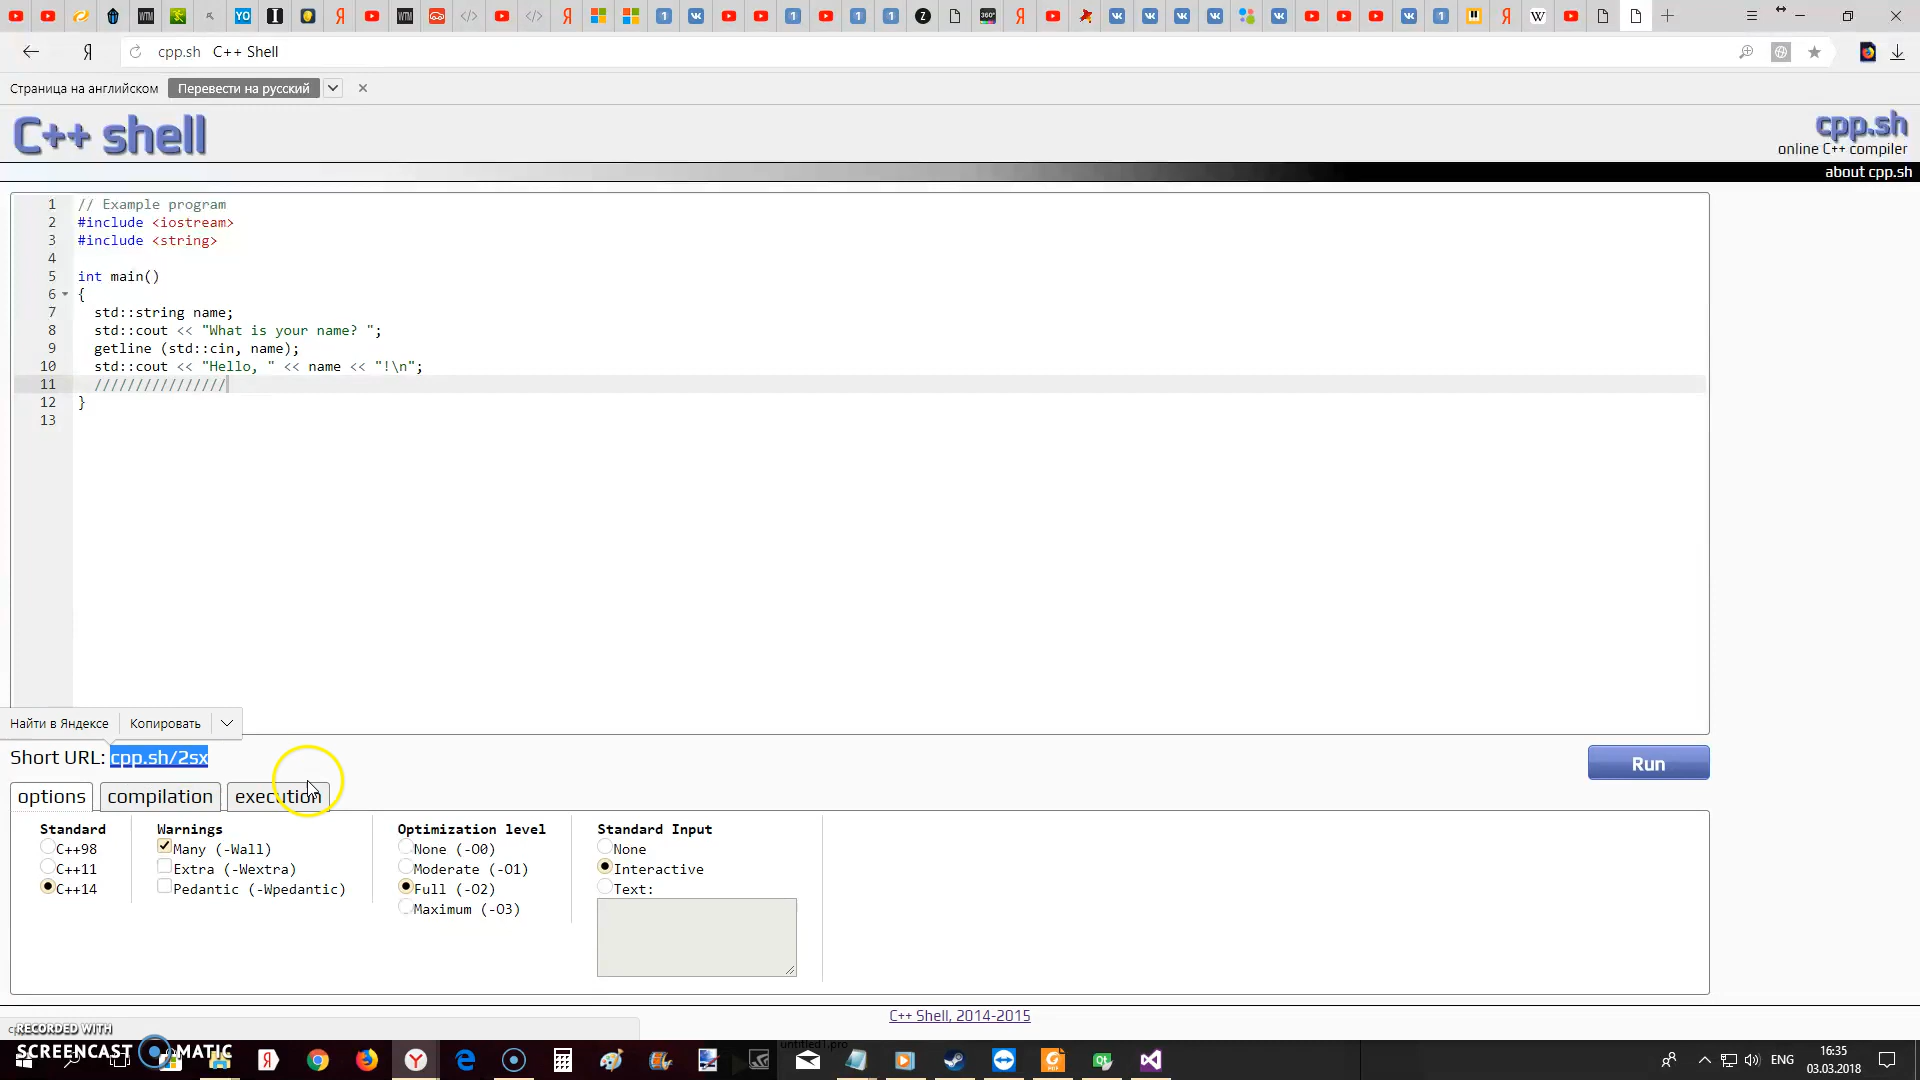 cpp.sh C++ Shell
Страница на английском Перевести на русский
C++ shell
cpp.sh
online C++ compiler
about cpp.sh
1 // Example program
2 #include <iostream>
3 #include <string>
4
5 int main()
6 {
7 std::string name;
8 std::cout << "What is your name? ";
9 getline (std::cin, name);
10 std::cout << "Hello, " << name << "!\n";
11 ////////////////
12 }
13
Найти в Яндексе Копировать
Short URL: cpp.sh/2sx
Run
options compilation execution
Standard Warnings Optimization level Standard Input
C++98 Many (-Wall) None (-O0) None
C++11 Extra (-Wextra) Moderate (-O1) Interactive
C++14 Pedantic (-Wpedantic) Full (-O2) Text:
Maximum (-O3)
C++ Shell, 2014-2015
RECORDED WITH
SCREENCAST MATIC
untitled1.pro
ENG
16:35
03.03.2018